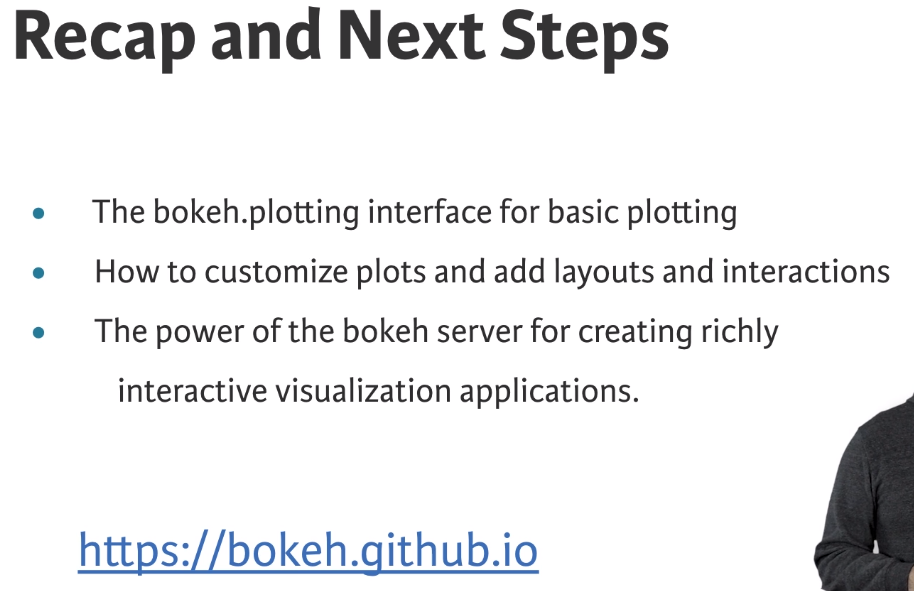 Recap and Next Steps
• The bokeh.plotting interface for basic plotting
• How to customize plots and add layouts and interactions
• The power of the bokeh server for creating richly
interactive visualization applications.
https://bokeh.github.io